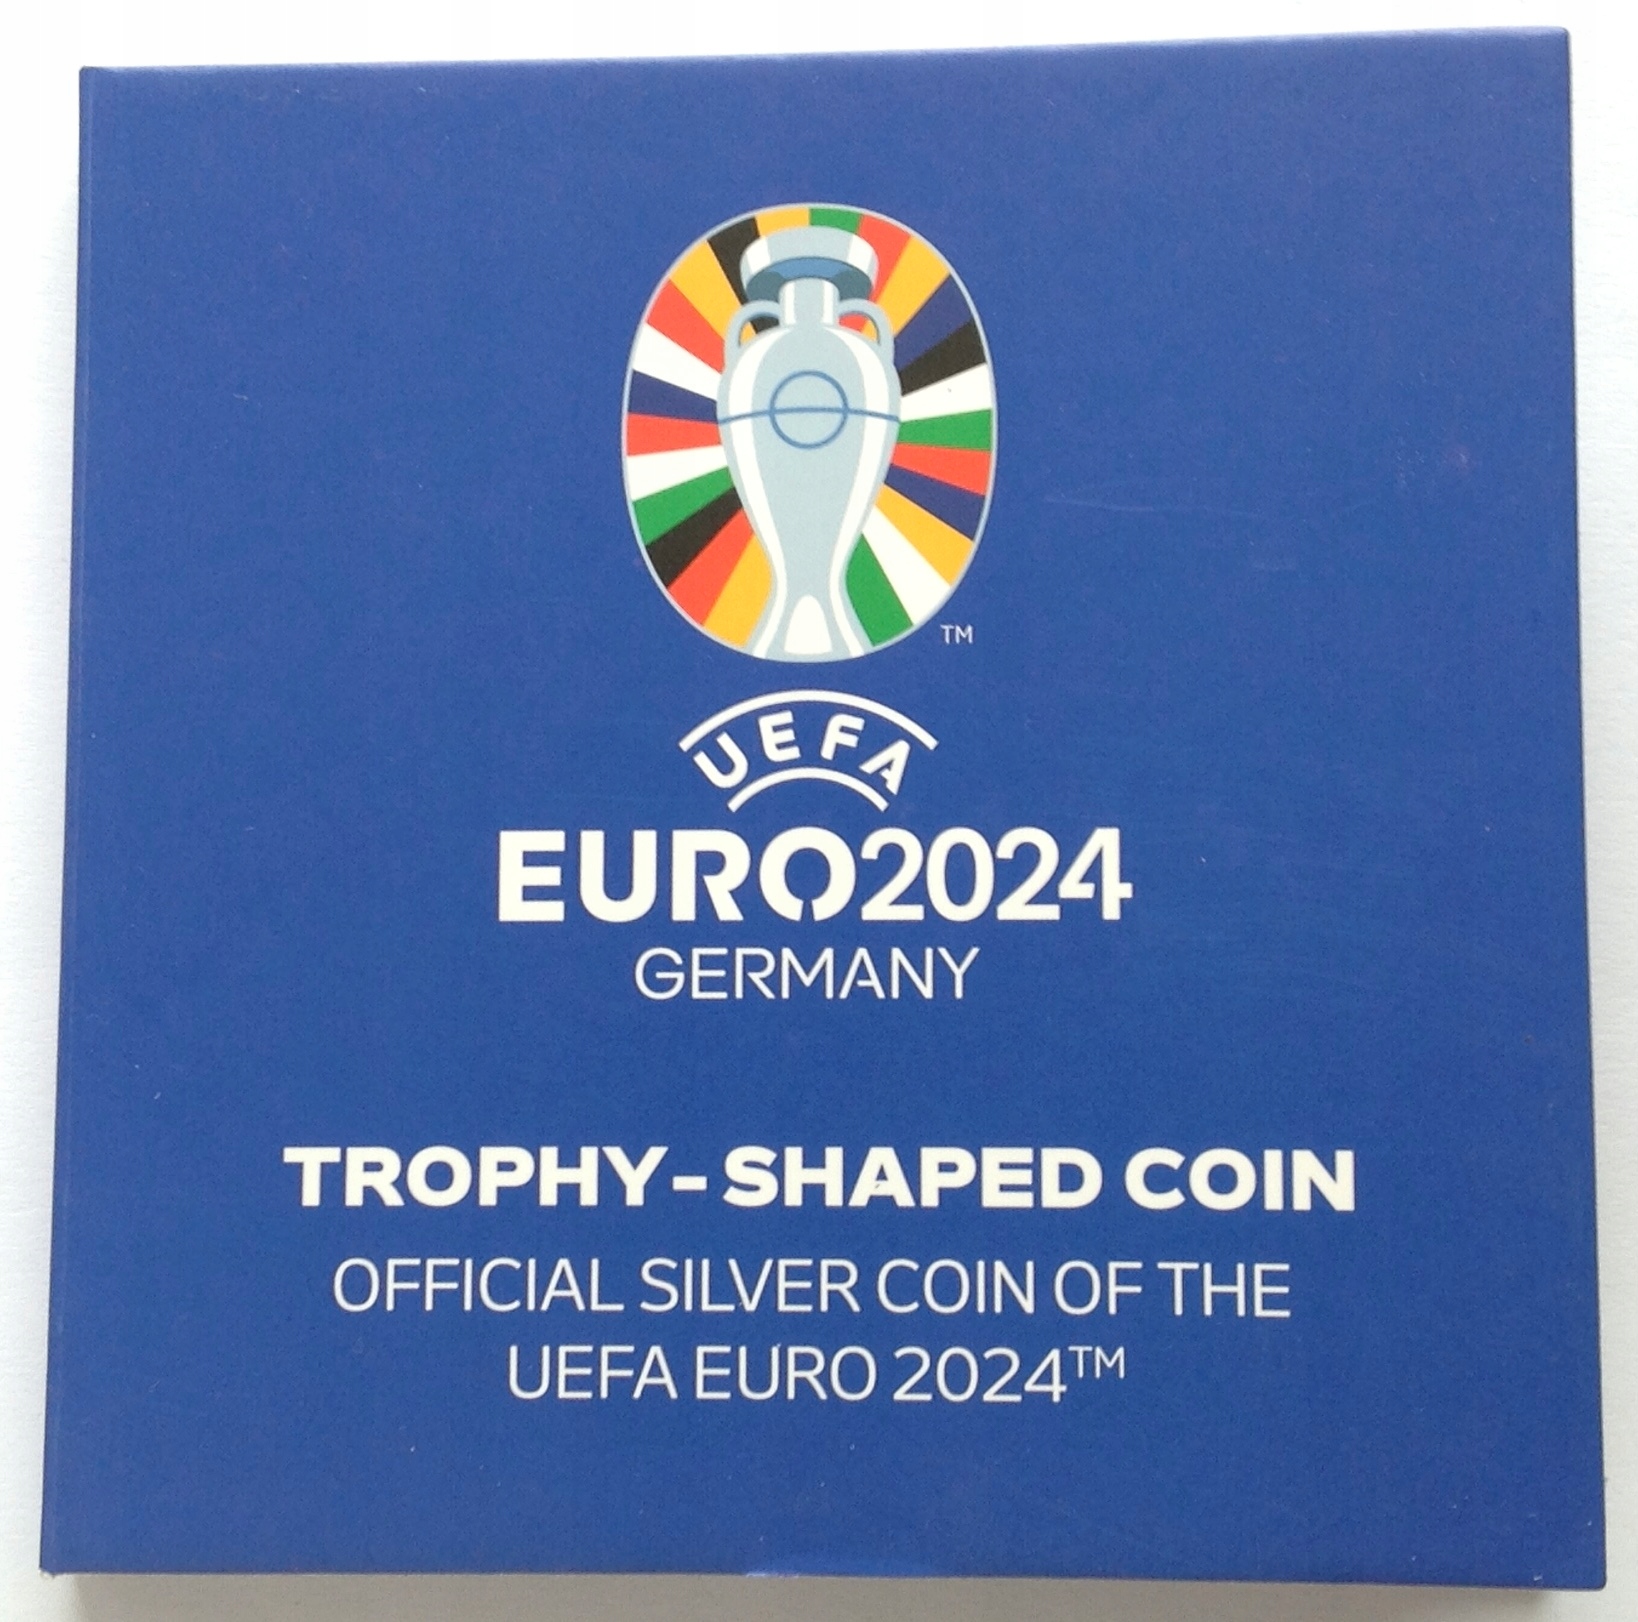 TM
UEFA
EURO2024
GERMANY
TROPHY-SHAPED COIN
OFFICIAL SILVER COIN OF THE
UEFA EURO 2024™